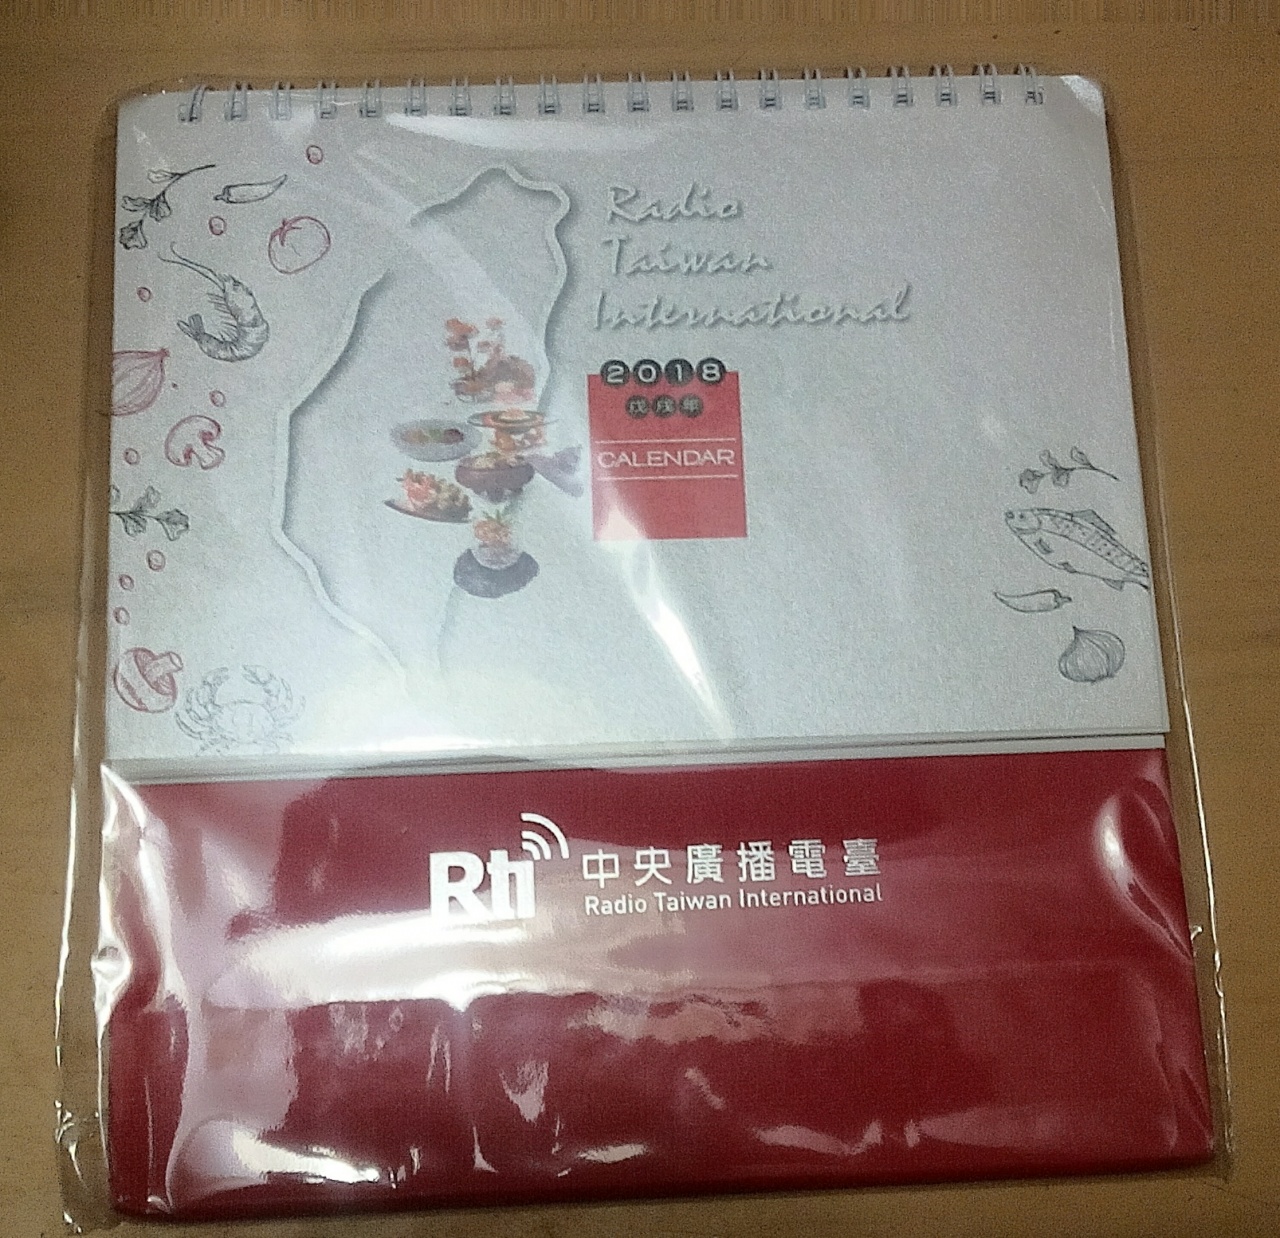 Radio
Taiwan
International
2018
戊戌年
CALENDAR
Rti 中央廣播電臺
Radio Taiwan International